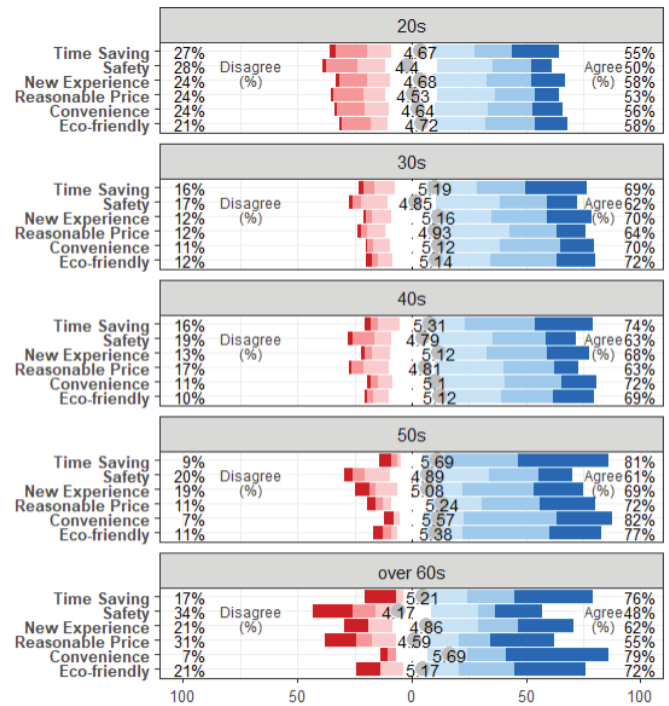 20s
Time Saving 27% 4.67 55%
Safety 28% Disagree 4.4 Agree 50%
New Experience 24% (%) 4.68 (%) 58%
Reasonable Price 24% 4.53 53%
Convenience 24% 4.64 56%
Eco-friendly 21% 4.72 58%
30s
Time Saving 16% 5.19 69%
Safety 17% Disagree 4.85 Agree 62%
New Experience 12% (%) 5.16 (%) 70%
Reasonable Price 12% 4.93 64%
Convenience 11% 5.12 70%
Eco-friendly 12% 5.14 72%
40s
Time Saving 16% 5.31 74%
Safety 19% Disagree 4.79 Agree 63%
New Experience 13% (%) 5.12 (%) 68%
Reasonable Price 17% 4.81 63%
Convenience 11% 5.1 72%
Eco-friendly 10% 5.12 69%
50s
Time Saving 9% 5.69 81%
Safety 20% Disagree 4.89 Agree 61%
New Experience 19% (%) 5.08 (%) 69%
Reasonable Price 11% 5.24 72%
Convenience 7% 5.57 82%
Eco-friendly 11% 5.38 77%
over 60s
Time Saving 17% 5.21 76%
Safety 34% Disagree 4.17 Agree 48%
New Experience 21% (%) 4.86 (%) 62%
Reasonable Price 31% 4.59 55%
Convenience 7% 5.69 79%
Eco-friendly 21% 5.17 72%
100 50 0 50 100